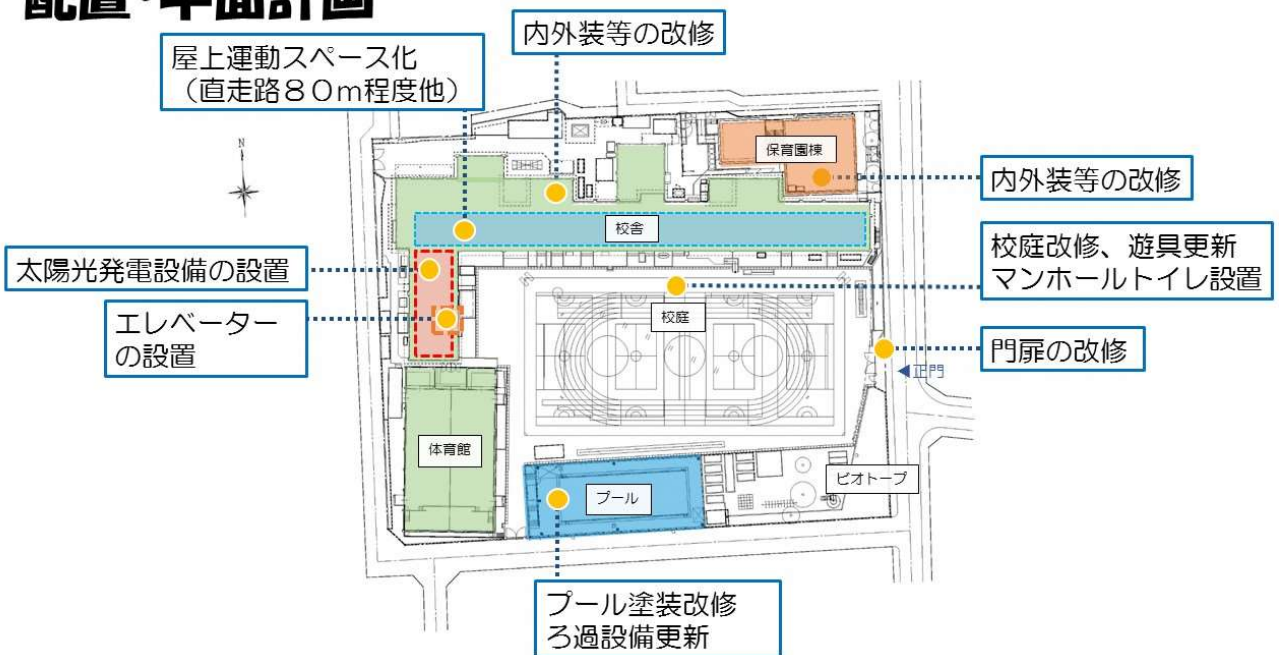 配置・平面計画
内外装等の改修
屋上運動スペース化
（直走路８０ｍ程度他）
N
保育園棟
内外装等の改修
校舎
校庭改修、遊具更新
マンホールトイレ設置
太陽光発電設備の設置
校庭
エレベーター
の設置
門扉の改修
◀正門
体育館
ビオトープ
プール
プール塗装改修
ろ過設備更新